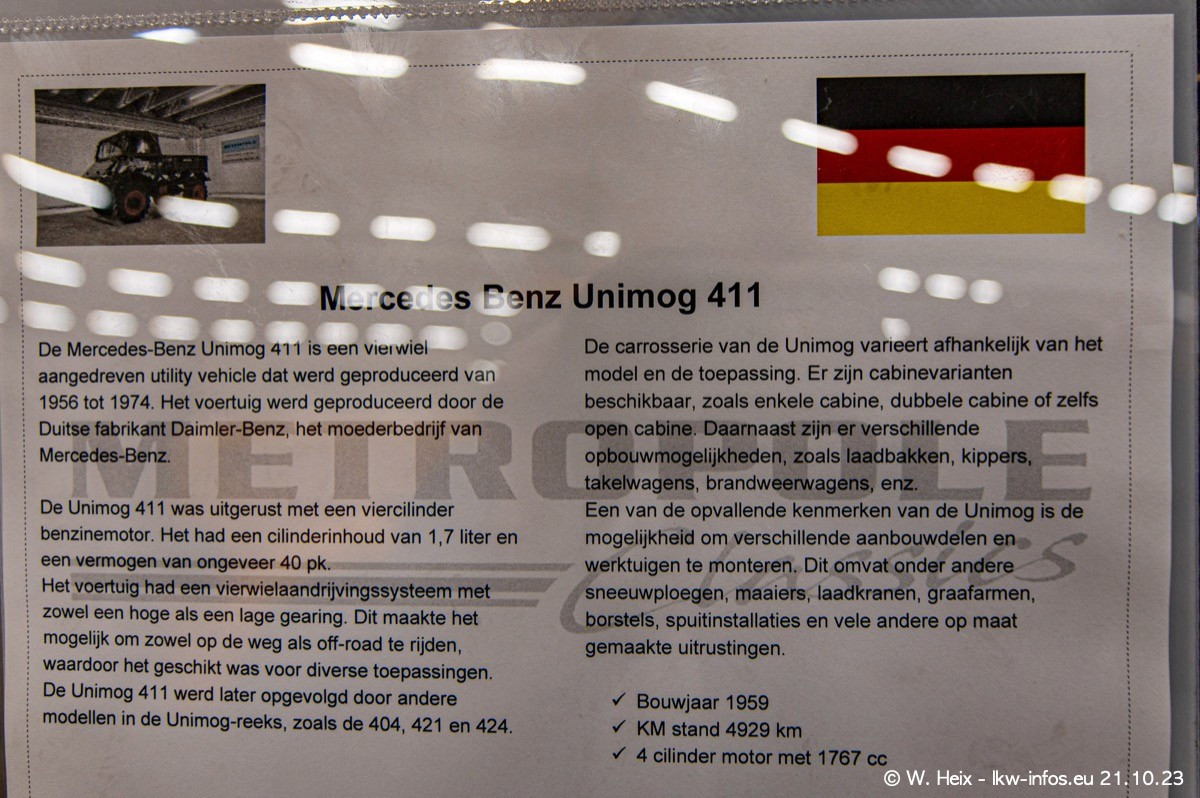 Mercedes Benz Unimog 411
De Mercedes-Benz Unimog 411 is een vierwiel
aangedreven utility vehicle dat werd geproduceerd van
1956 tot 1974. Het voertuig werd geproduceerd door de
Duitse fabrikant Daimler-Benz, het moederbedrijf van
Mercedes-Benz.
De Unimog 411 was uitgerust met een viercilinder
benzinemotor. Het had een cilinderinhoud van 1,7 liter en
een vermogen van ongeveer 40 pk.
Het voertuig had een vierwielaandrijvingssysteem met
zowel een hoge als een lage gearing. Dit maakte het
mogelijk om zowel op de weg als off-road te rijden,
waardoor het geschikt was voor diverse toepassingen.
De Unimog 411 werd later opgevolgd door andere
modellen in de Unimog-reeks, zoals de 404, 421 en 424.
De carrosserie van de Unimog varieert afhankelijk van het
model en de toepassing. Er zijn cabinevarianten
beschikbaar, zoals enkele cabine, dubbele cabine of zelfs
open cabine. Daarnaast zijn er verschillende
opbouwmogelijkheden, zoals laadbakken, kippers,
takelwagens, brandweerwagens, enz.
Een van de opvallende kenmerken van de Unimog is de
mogelijkheid om verschillende aanbouwdelen en
werktuigen te monteren. Dit omvat onder andere
sneeuwploegen, maaiers, laadkranen, graafarmen,
borstels, spuitinstallaties en vele andere op maat
gemaakte uitrustingen.
✓ Bouwjaar 1959
✓ KM stand 4929 km
✓ 4 cilinder motor met 1767 cc
METROPOLE
Classics
© W. Heix - lkw-infos.eu 21.10.23